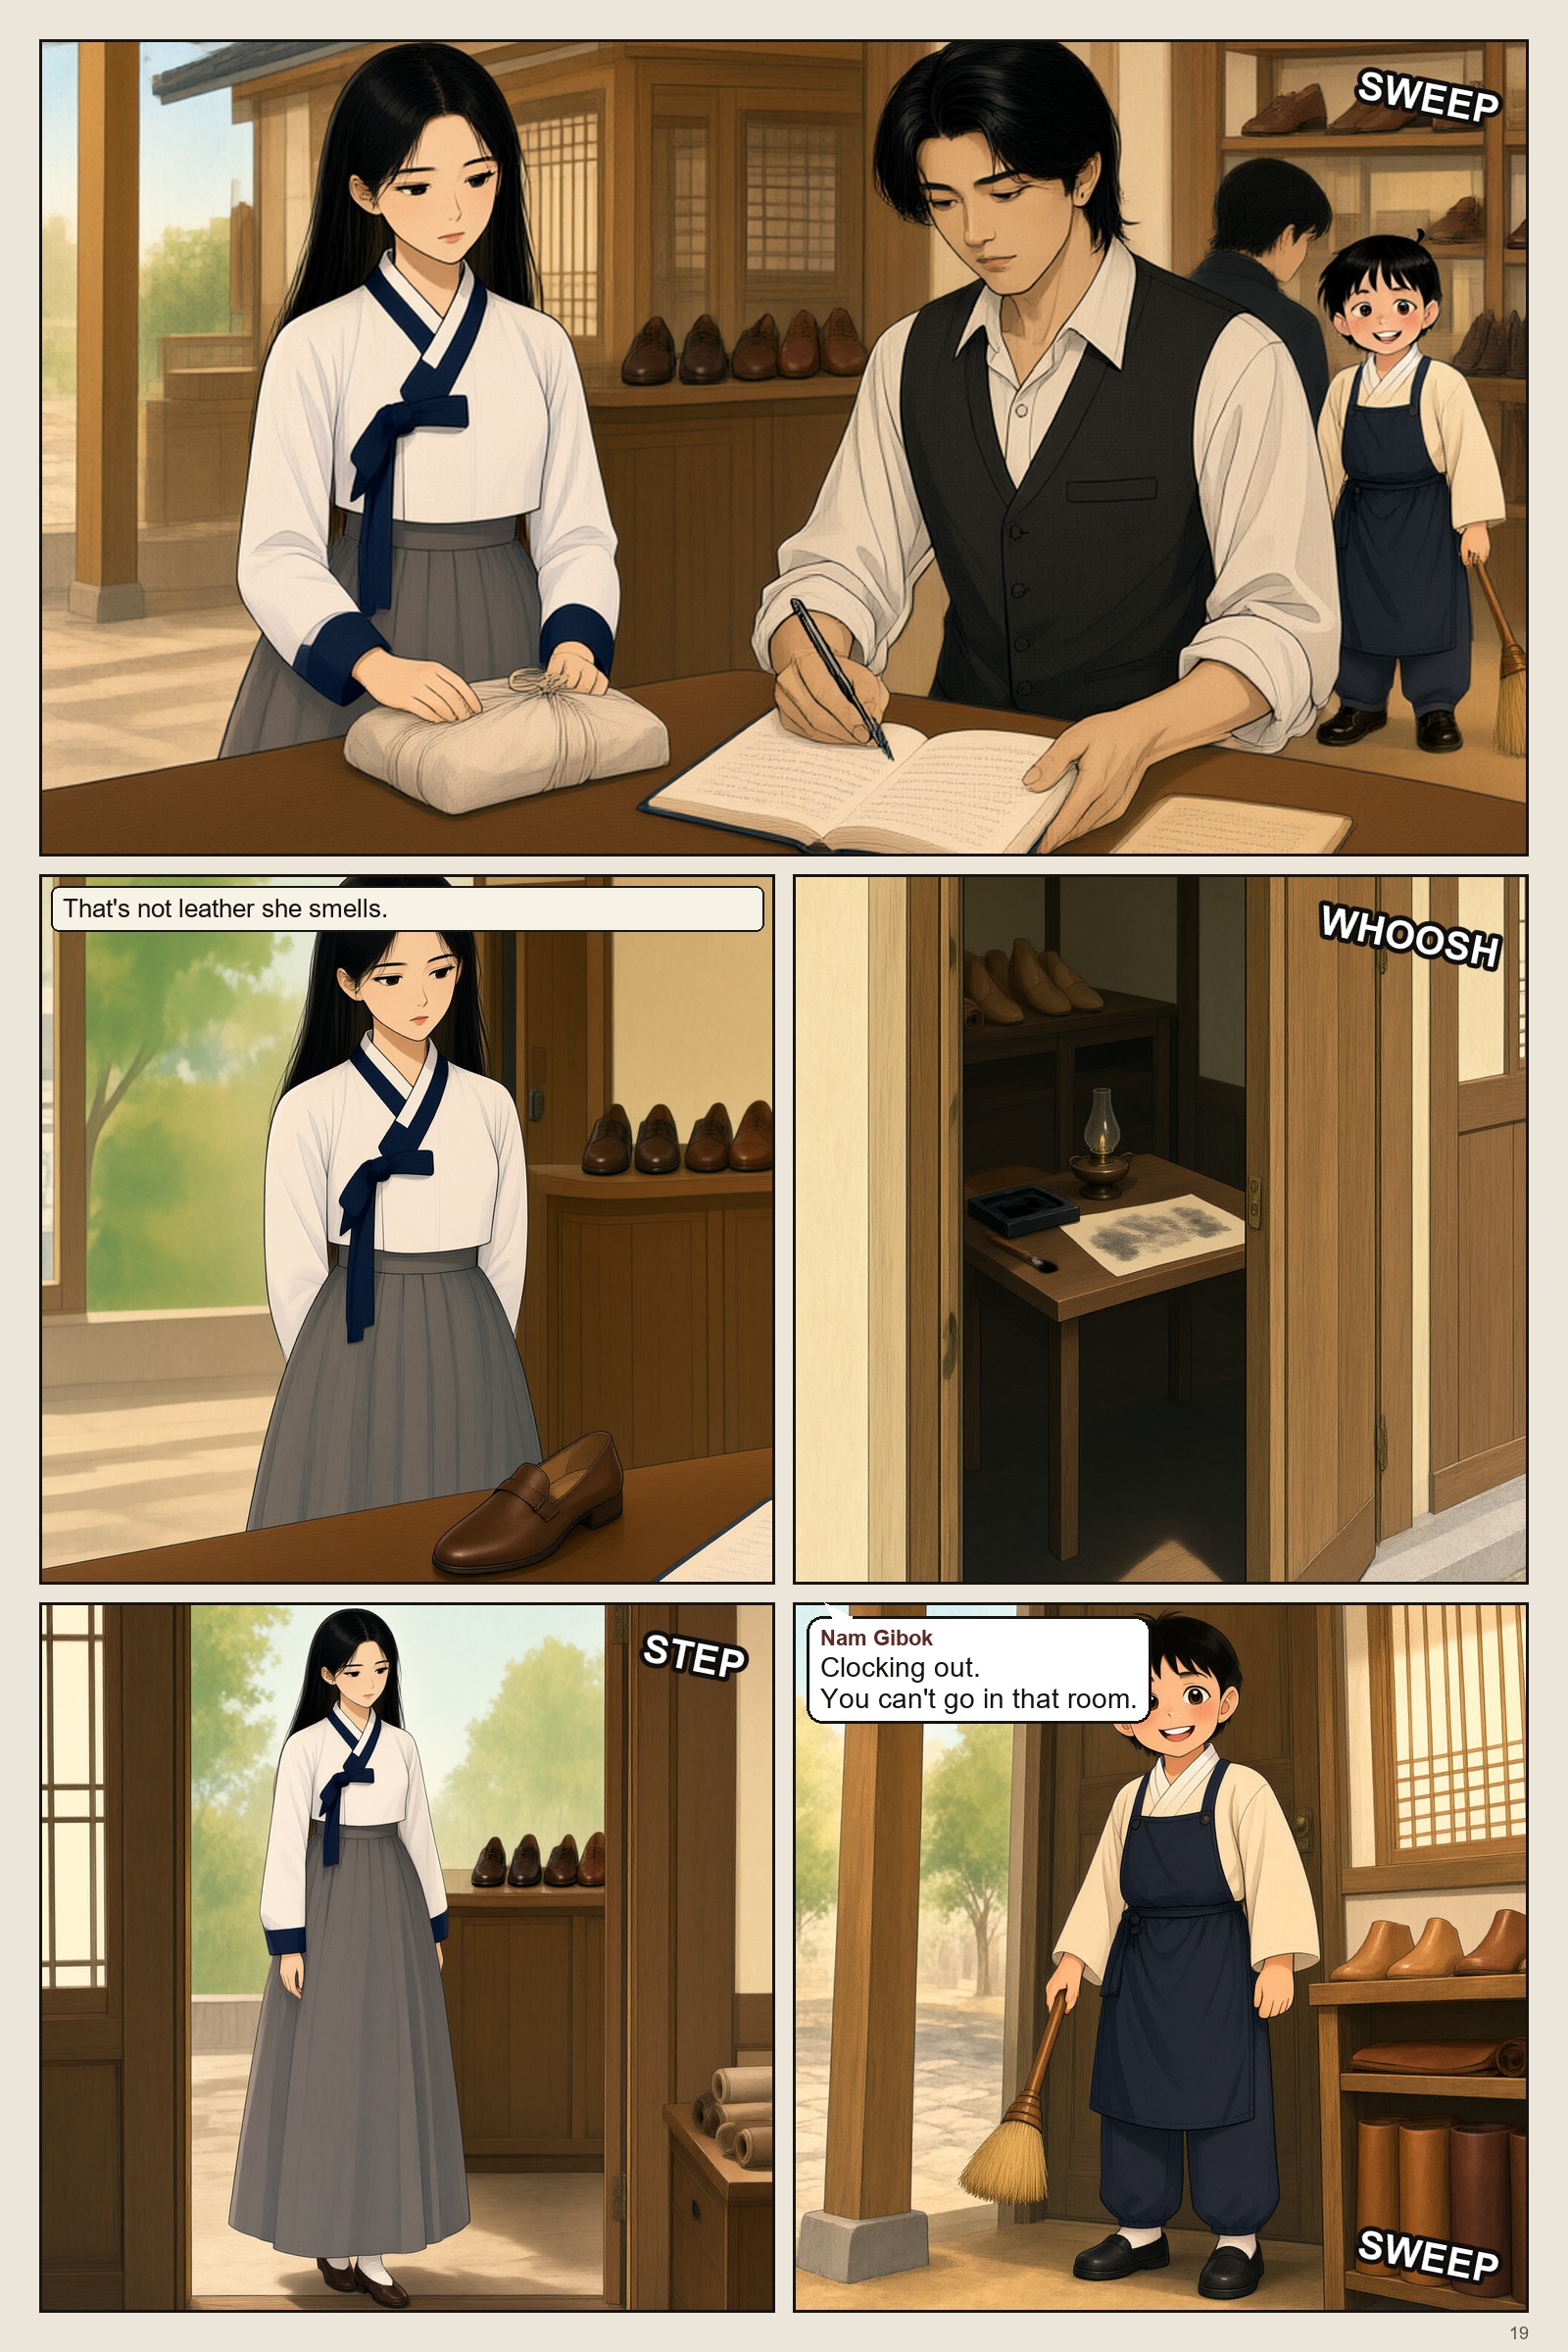 SWEEP
That's not leather she smells.
WHOOSH
STEP
Nam Gibok
Clocking out.
You can't go in that room.
SWEEP
19